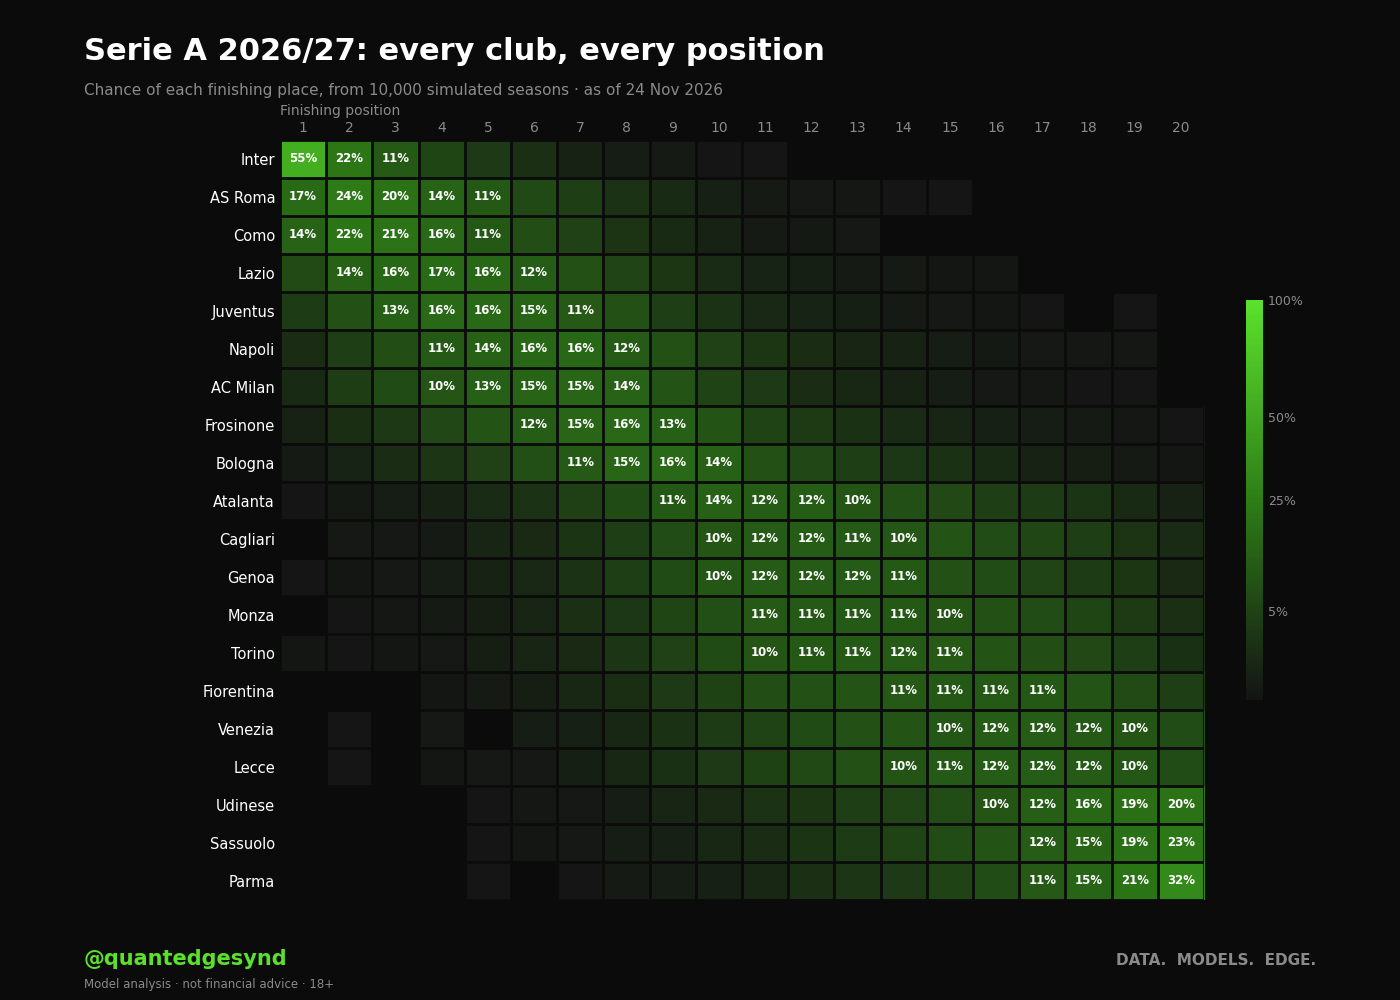 Serie A 2026/27: every club, every position
Chance of each finishing place, from 10,000 simulated seasons · as of 24 Nov 2026
Finishing position
1 2 3 4 5 6 7 8 9 10 11 12 13 14 15 16 17 18 19 20
Inter 55% 22% 11%
AS Roma 17% 24% 20% 14% 11%
Como 14% 22% 21% 16% 11%
Lazio 14% 16% 17% 16% 12%
Juventus 13% 16% 16% 15% 11%
Napoli 11% 14% 16% 16% 12%
AC Milan 10% 13% 15% 15% 14%
Frosinone 12% 15% 16% 13%
Bologna 11% 15% 16% 14%
Atalanta 11% 14% 12% 12% 10%
Cagliari 10% 12% 12% 11% 10%
Genoa 10% 12% 12% 12% 11%
Monza 11% 11% 11% 11% 10%
Torino 10% 11% 11% 12% 11%
Fiorentina 11% 11% 11% 11%
Venezia 10% 12% 12% 12% 10%
Lecce 10% 11% 12% 12% 12% 10%
Udinese 10% 12% 16% 19% 20%
Sassuolo 12% 15% 19% 23%
Parma 11% 15% 21% 32%
100%
50%
25%
5%
@quantedgesynd
DATA. MODELS. EDGE.
Model analysis · not financial advice · 18+